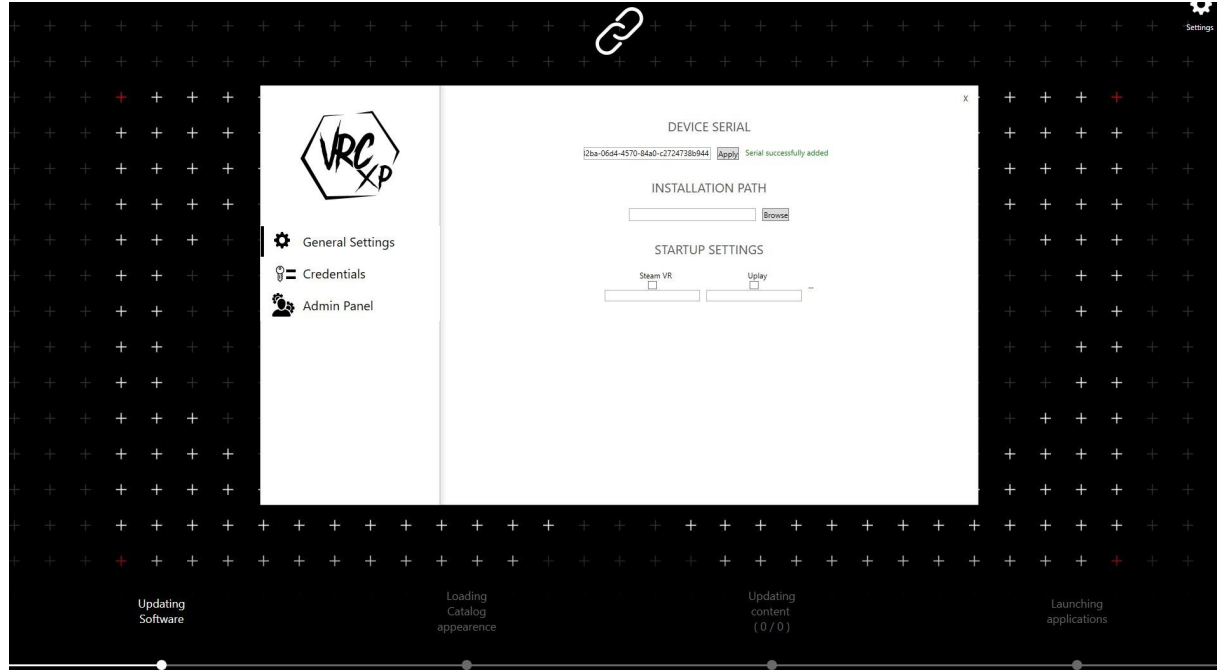 Settings
VRC
XP
X
DEVICE SERIAL
i2ba-06d4-4570-84a0-c2724738b944 Apply Serial successfully added
INSTALLATION PATH
Browse
General Settings
STARTUP SETTINGS
Credentials
Steam VR Uplay
...
Admin Panel
Updating
Software
Loading
Catalog
appearence
Updating
content
( 0 / 0 )
Launching
applications